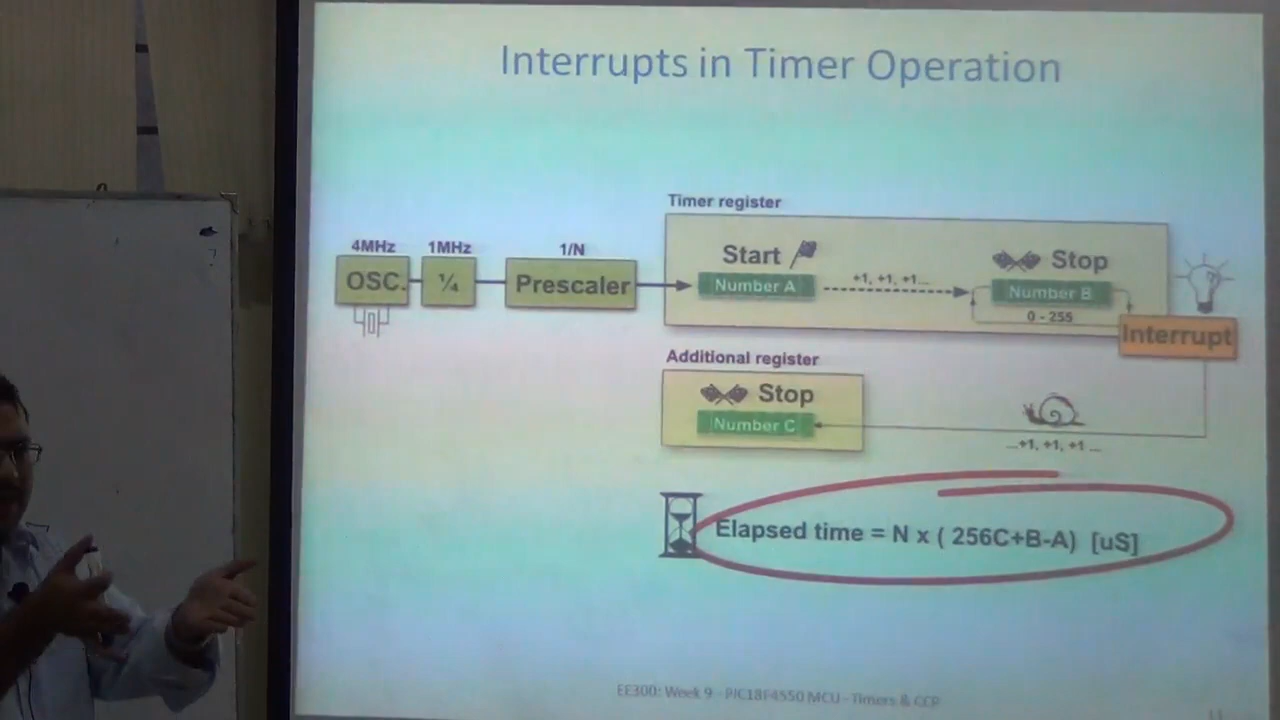 Interrupts in Timer Operation
Timer register
4MHz 1MHz 1/N
OSC. ¼ Prescaler
Start
Number A
+1, +1, +1...
Stop
Number B
0 - 255
Interrupt
Additional register
Stop
Number C
...+1, +1, +1 ...
Elapsed time = N x ( 256C+B-A) [uS]
EE300: Week 9 - PIC18F4550 MCU - Timers & CCP